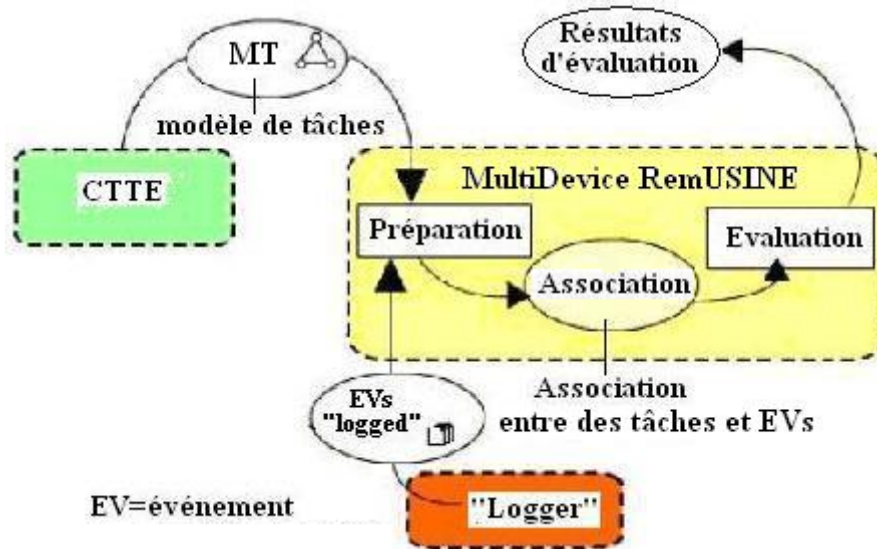 MT
Résultats
d'évaluation
modèle de tâches
CTTE
MultiDevice RemUSINE
Préparation
Evaluation
Association
EVs
"logged"
Association
entre des tâches et EVs
EV=événement
"Logger"